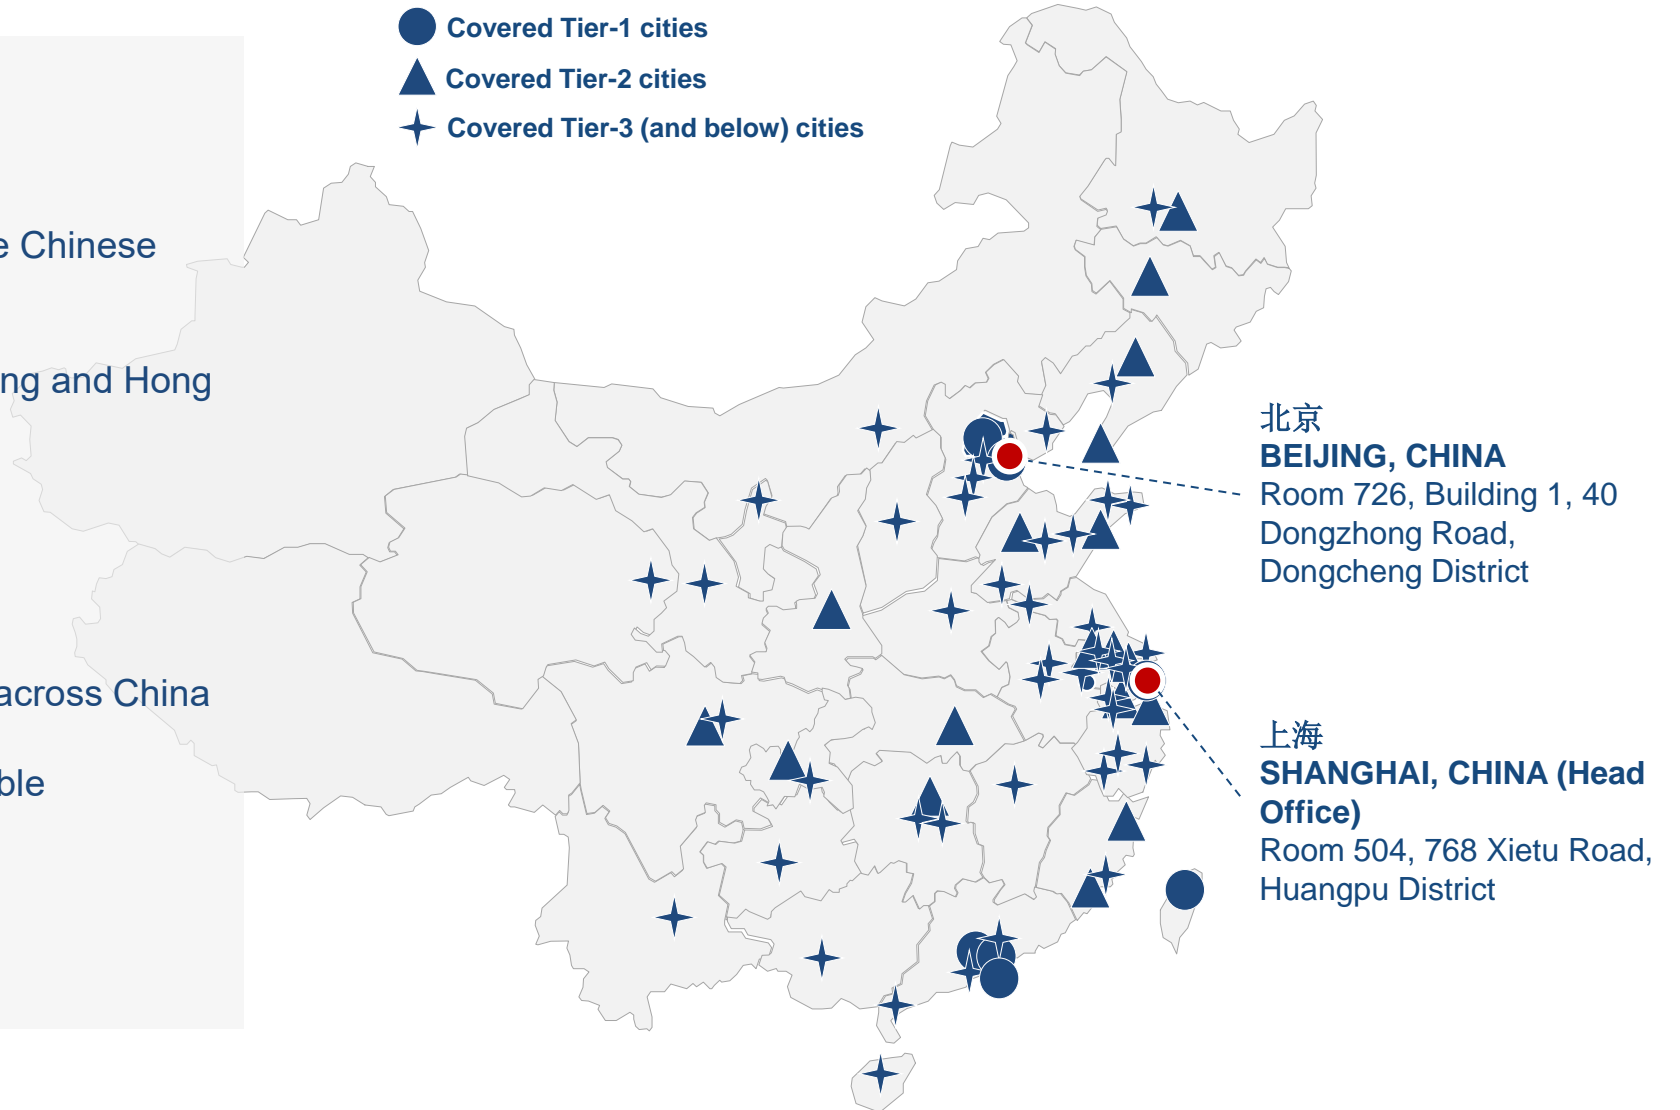 Covered Tier-1 cities
Covered Tier-2 cities
Covered Tier-3 (and below) cities
Chinese
and Hong
across China
北京
BEIJING, CHINA
Room 726, Building 1, 40
Dongzhong Road,
Dongcheng District
上海
SHANGHAI, CHINA (Head
Office)
Room 504, 768 Xietu Road,
Huangpu District